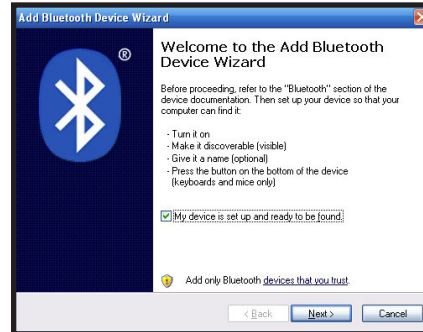 Add Bluetooth Device Wizard
®
Welcome to the Add Bluetooth
Device Wizard
Before proceeding, refer to the "Bluetooth" section of the
device documentation. Then set up your device so that your
computer can find it:
- Turn it on
- Make it discoverable (visible)
- Give it a name (optional)
- Press the button on the bottom of the device
(keyboards and mice only)
My device is set up and ready to be found.
Add only Bluetooth devices that you trust.
< Back
Next >
Cancel